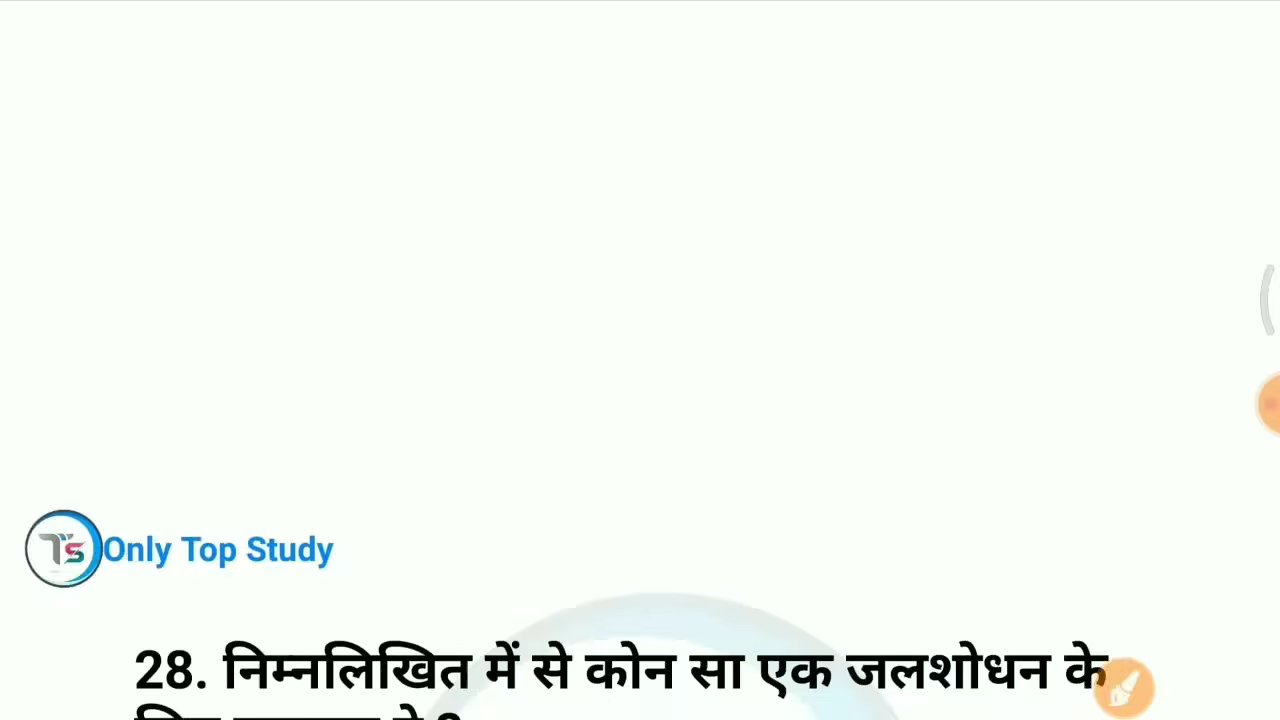 Only Top Study
28. निम्नलिखित में से कोन सा एक जलशोधन के